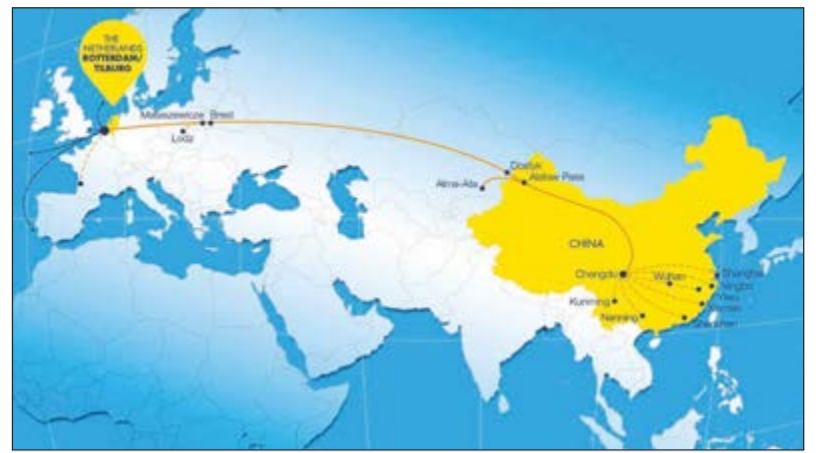 THE
NETHERLANDS
ROTTERDAM/
TILBURG
Małaszewicze Brest
Lodz
Dostyk
Alataw Pass
Alma-Ata
CHINA
Chengdu
Wuhan
Shanghai
Ningbo
Yiwu
Xiamen
Kunming
Nanning
Shenzhen